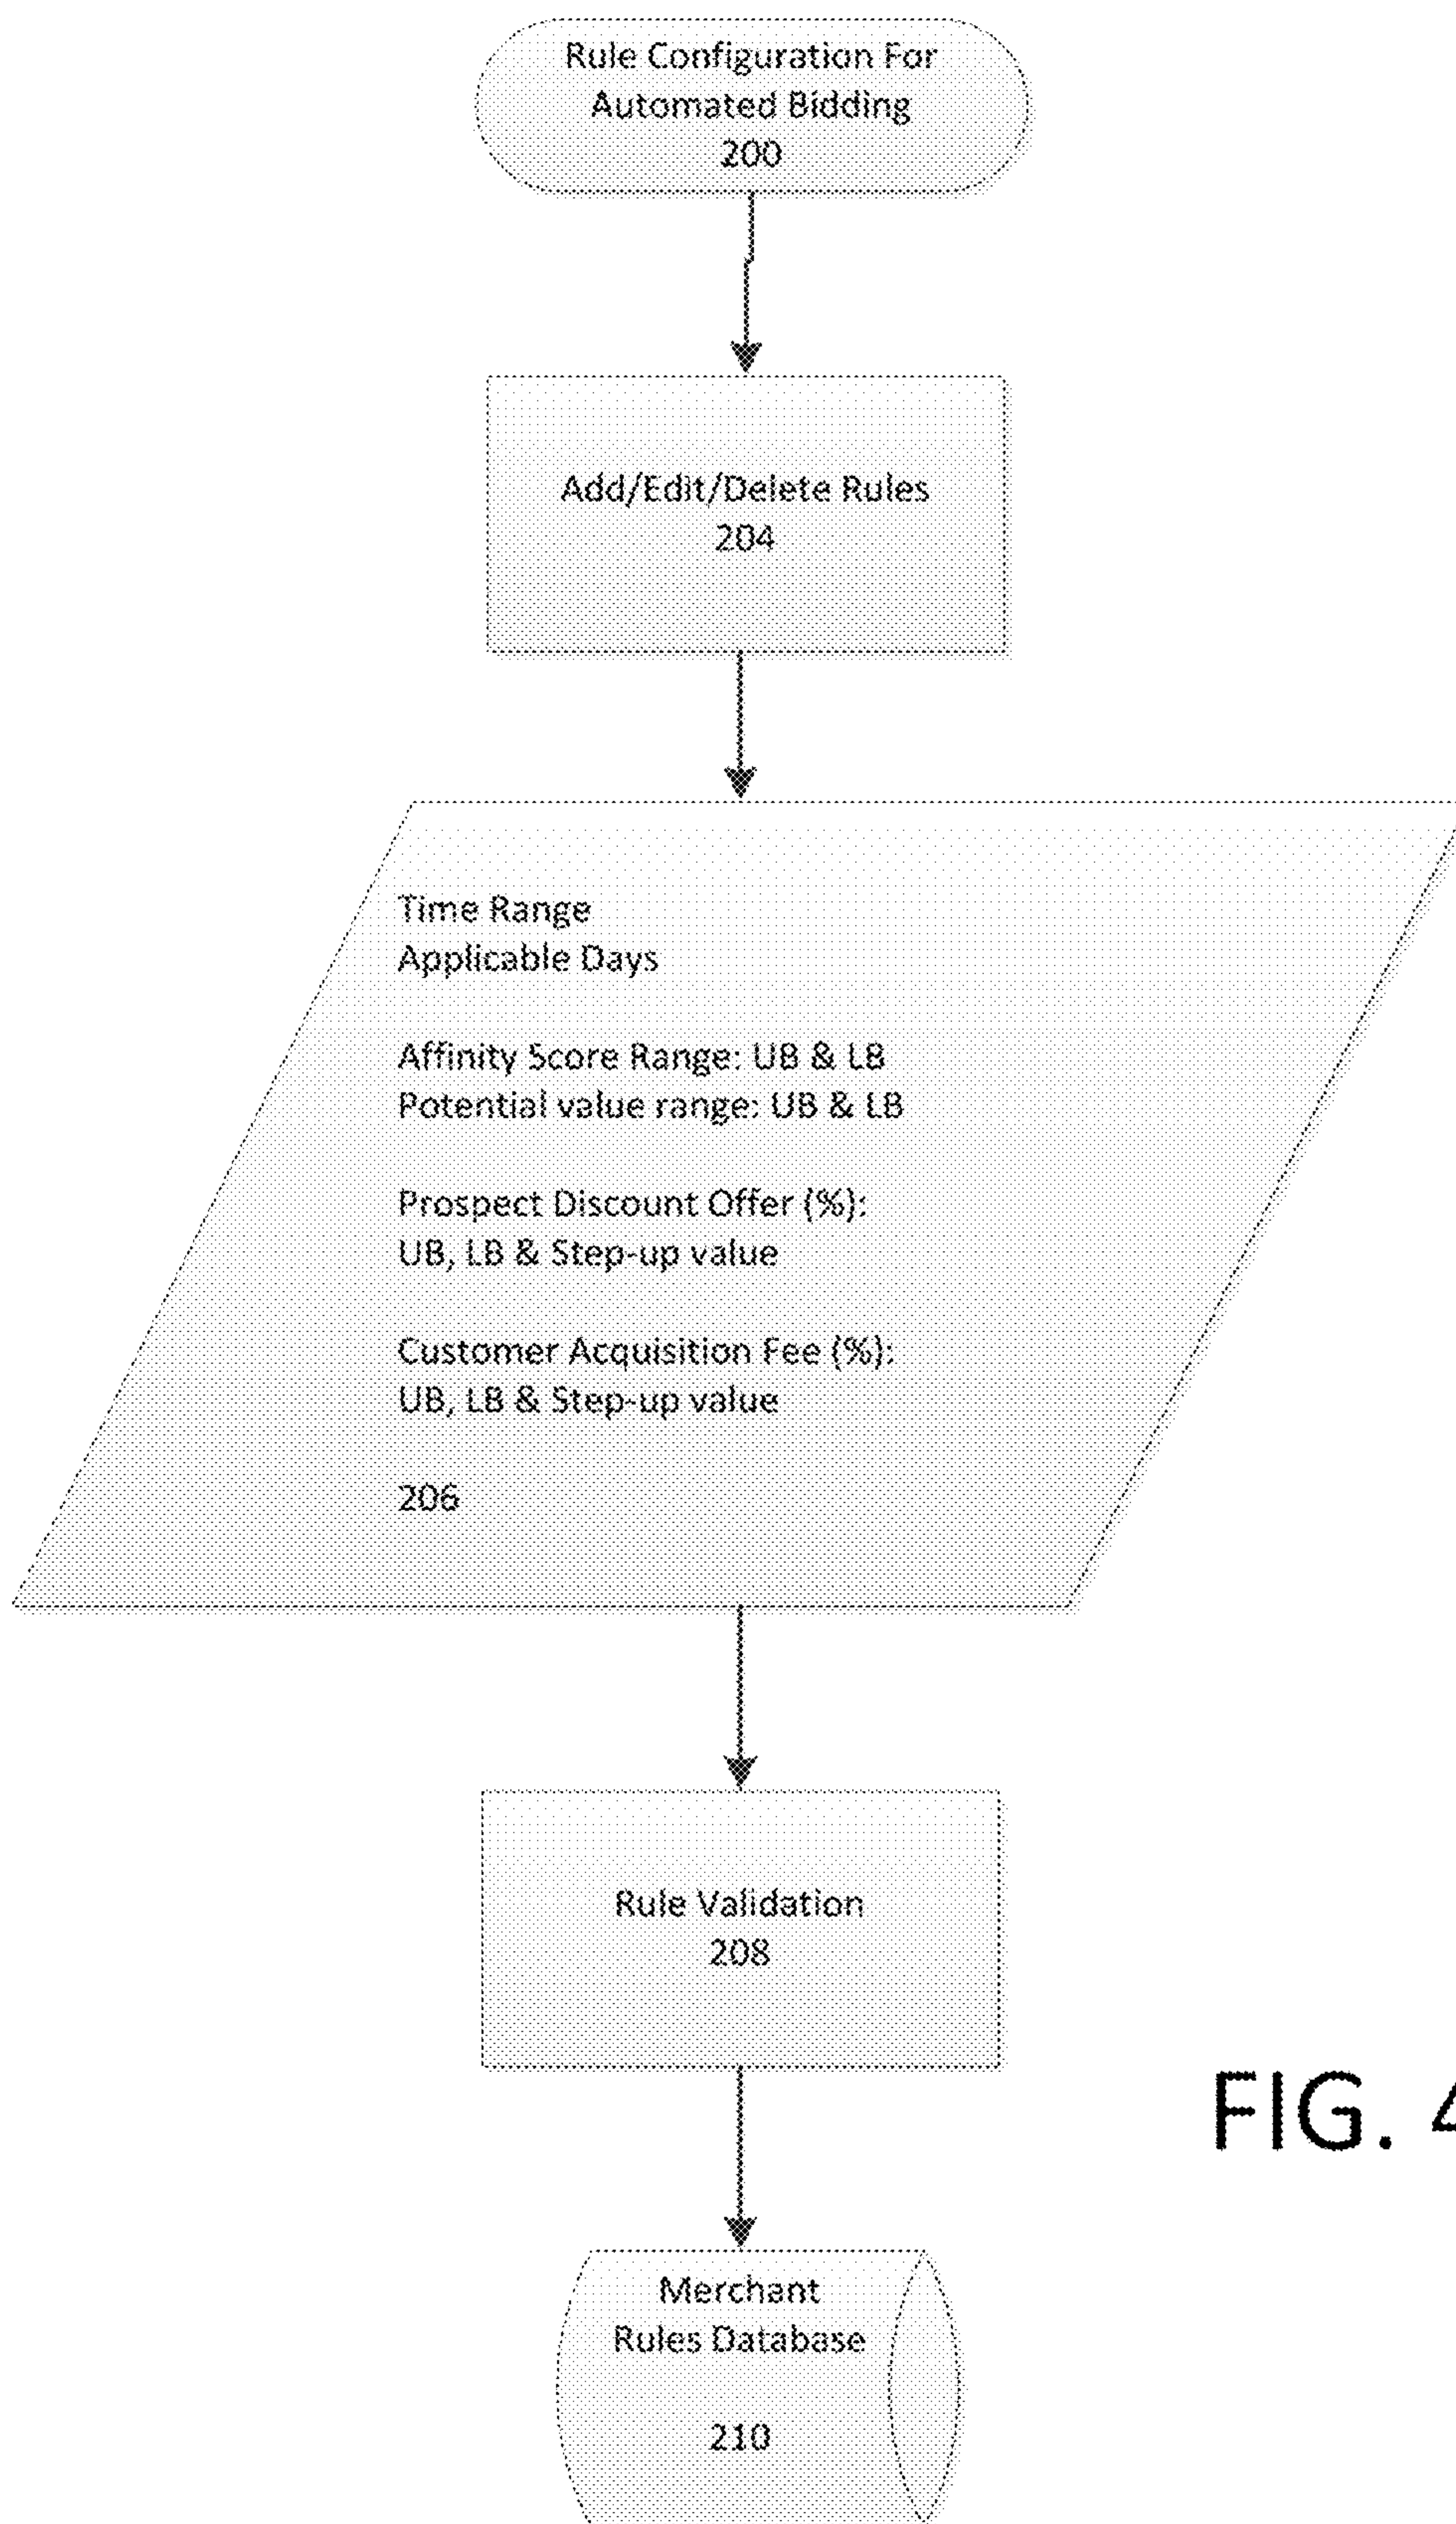 Rule Configuration For
Automated Bidding
200
Add/Edit/Delete Rules
204
Time Range
Applicable Days
Affinity Score Range: UB & LB
Potential value range: UB & LB
Prospect Discount Offer (%):
UB, LB & Step-up value
Customer Acquisition Fee (%):
UB, LB & Step-up value
206
Rule Validation
208
FIG. 4
Merchant
Rules Database
210